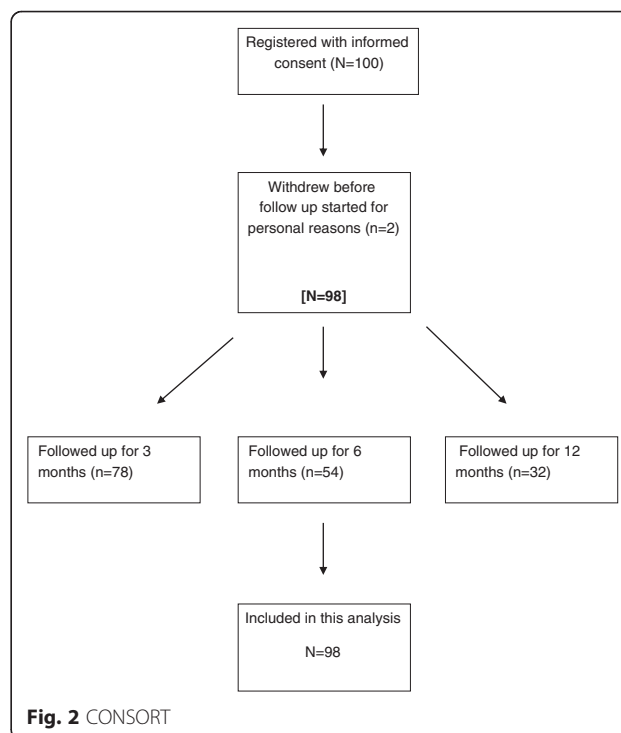 Registered with informed
consent (N=100)
Withdrew before
follow up started for
personal reasons (n=2)
[N=98]
Followed up for 3
months (n=78)
Followed up for 6
months (n=54)
Followed up for 12
months (n=32)
Included in this analysis
N=98
Fig. 2 CONSORT